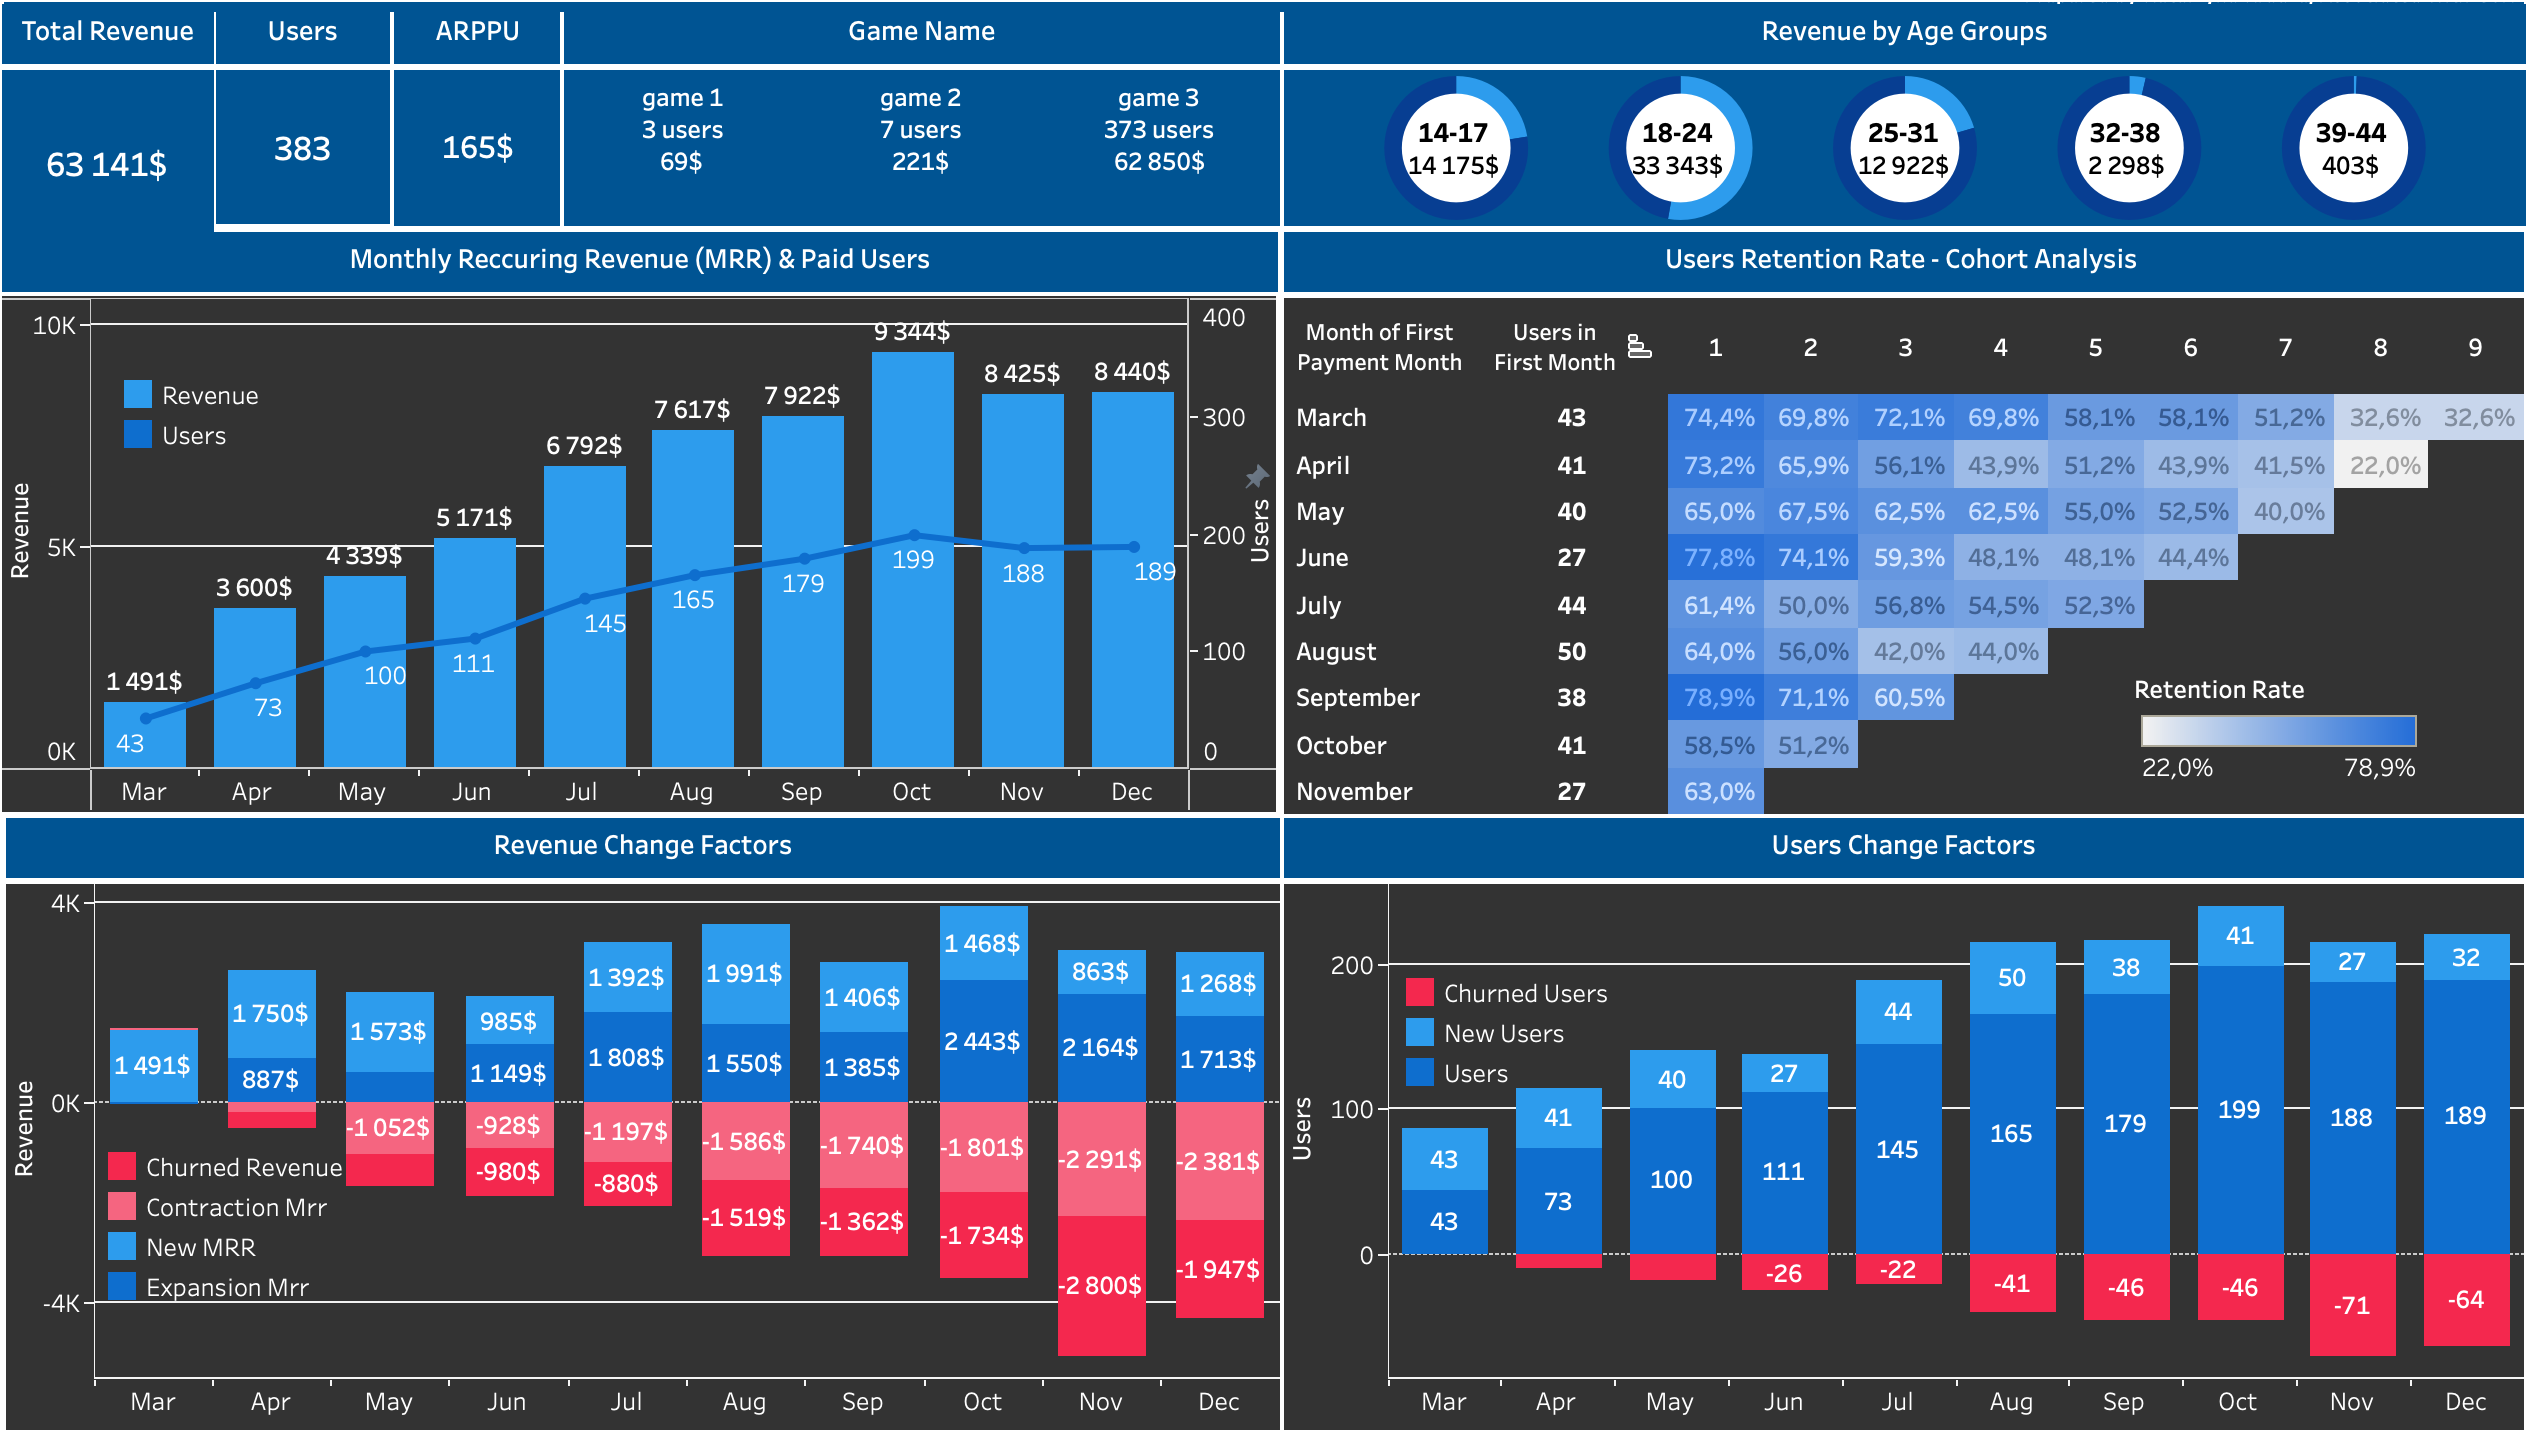 Total Revenue
Users
ARPPU
Game Name
Revenue by Age Groups
63 141$
383
165$
game 1
3 users
69$
game 2
7 users
221$
game 3
373 users
62 850$
14-17
14 175$
18-24
33 343$
25-31
12 922$
32-38
2 298$
39-44
403$
Monthly Reccuring Revenue (MRR) & Paid Users
Revenue
10K
5K
0K
Revenue
Users
1 491$
3 600$
4 339$
5 171$
6 792$
7 617$
7 922$
9 344$
8 425$
8 440$
43
73
100
111
145
165
179
199
188
189
400
300
200
100
0
Users
Mar
Apr
May
Jun
Jul
Aug
Sep
Oct
Nov
Dec
Users Retention Rate - Cohort Analysis
Month of First
Payment Month
Users in
First Month
1 2 3 4 5 6 7 8 9
March 43 74,4% 69,8% 72,1% 69,8% 58,1% 58,1% 51,2% 32,6% 32,6%
April 41 73,2% 65,9% 56,1% 43,9% 51,2% 43,9% 41,5% 22,0%
May 40 65,0% 67,5% 62,5% 62,5% 55,0% 52,5% 40,0%
June 27 77,8% 74,1% 59,3% 48,1% 48,1% 44,4%
July 44 61,4% 50,0% 56,8% 54,5% 52,3%
August 50 64,0% 56,0% 42,0% 44,0%
September 38 78,9% 71,1% 60,5%
October 41 58,5% 51,2%
November 27 63,0%
Retention Rate
22,0% 78,9%
Revenue Change Factors
Revenue
4K
0K
-4K
1 491$
1 750$
887$
1 573$
-1 052$
985$
1 149$
-928$
-980$
1 392$
1 808$
-1 197$
-880$
1 991$
1 550$
-1 586$
-1 519$
1 406$
1 385$
-1 740$
-1 362$
1 468$
2 443$
-1 801$
-1 734$
863$
2 164$
-2 291$
-2 800$
1 268$
1 713$
-2 381$
-1 947$
Churned Revenue
Contraction Mrr
New MRR
Expansion Mrr
Mar
Apr
May
Jun
Jul
Aug
Sep
Oct
Nov
Dec
Users Change Factors
Users
200
100
0
Churned Users
New Users
Users
43
43
41
73
40
100
27
111
-26
44
145
-22
50
165
-41
38
179
-46
41
199
-46
27
188
-71
32
189
-64
Mar
Apr
May
Jun
Jul
Aug
Sep
Oct
Nov
Dec